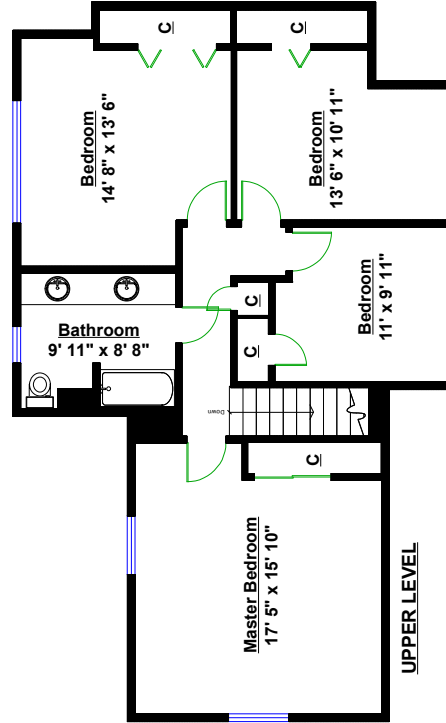 C
C
Bedroom
14' 8" x 13' 6"
Bedroom
13' 6" x 10' 11"
Bedroom
11' x 9' 11"
C
C
Bathroom
9' 11" x 8' 8"
Down
C
Master Bedroom
17' 5" x 15' 10"
UPPER LEVEL